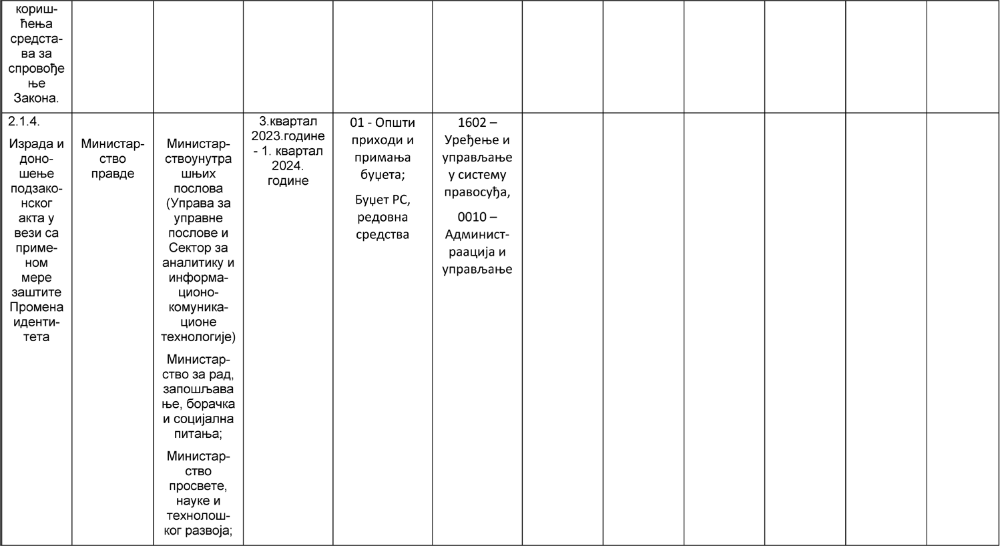 кориш-
ћења
средста-
ва за
спровође
ње
Закона.
2.1.4.
Израда и
доно-
шење
подзако-
нског
акта у
вези са
приме-
ном
мере
заштите
Промена
иденти-
тета
Министар-
ство
правде
Министар-
ствоунутра
шњих
послова
(Управа за
управне
послове и
Сектор за
аналитику и
информа-
ционо-
комуника-
ционе
технологије)
Министар-
ство за рад,
запошљава
ње, борачка
и социјална
питања;
Министар-
ство
просвете,
науке и
технолош-
ког развоја;
3.квартал
2023.године
- 1. квартал
2024.
године
01 - Општи
приходи и
примања
буџета;
Буџет РС,
редовна
средства
1602 –
Уређење и
управљање
у систему
правосуђа,
0010 –
Админист-
раација и
управљање